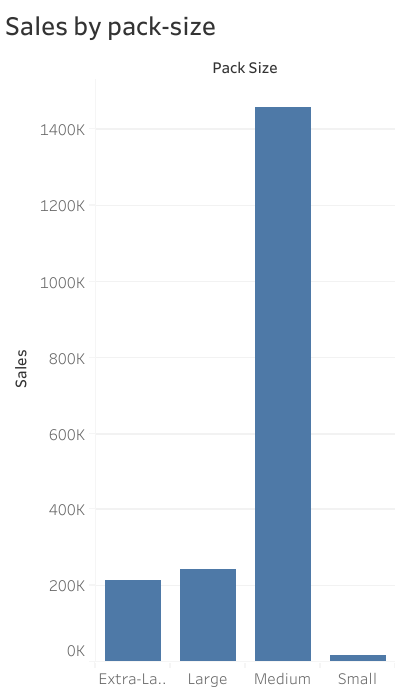 Sales by pack-size
Pack Size
1400K
1200K
1000K
800K
600K
400K
200K
0K
Sales
Extra-La.. Large Medium Small